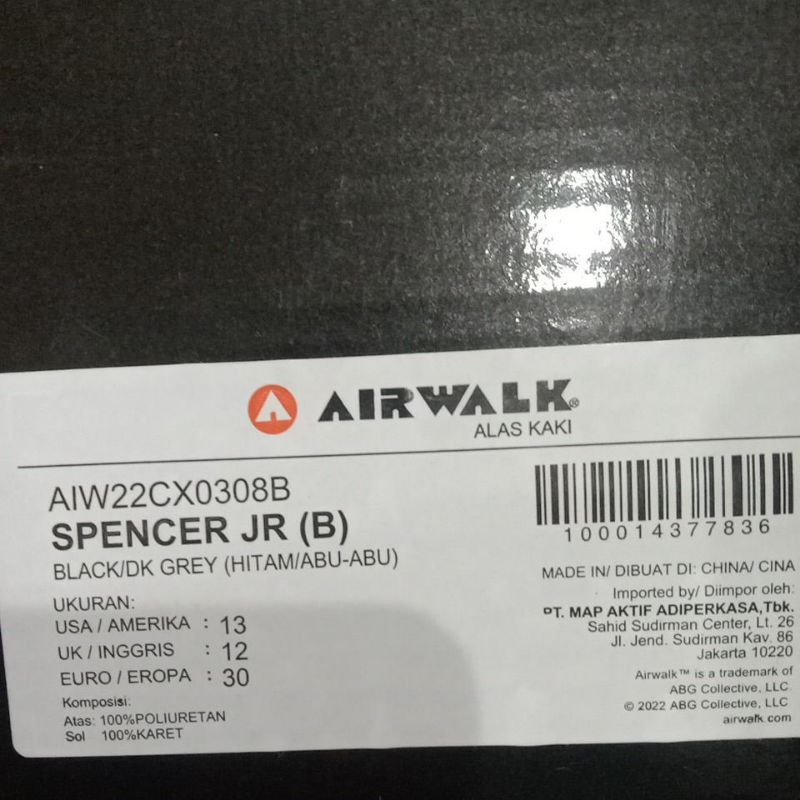 AIRWALK®
ALAS KAKI
AIW22CX0308B
SPENCER JR (B)
BLACK/DK GREY (HITAM/ABU-ABU)
UKURAN:
USA / AMERIKA : 13
UK / INGGRIS : 12
EURO / EROPA : 30
Komposisi:
Atas: 100%POLIURETAN
Sol 100%KARET
100014377836
MADE IN/ DIBUAT DI: CHINA/ CINA
Imported by/ Diimpor oleh:
PT. MAP AKTIF ADIPERKASA,Tbk.
Sahid Sudirman Center, Lt. 26
Jl. Jend. Sudirman Kav. 86
Jakarta 10220
Airwalk™ is a trademark of
ABG Collective, LLC.
© 2022 ABG Collective, LLC
airwalk.com